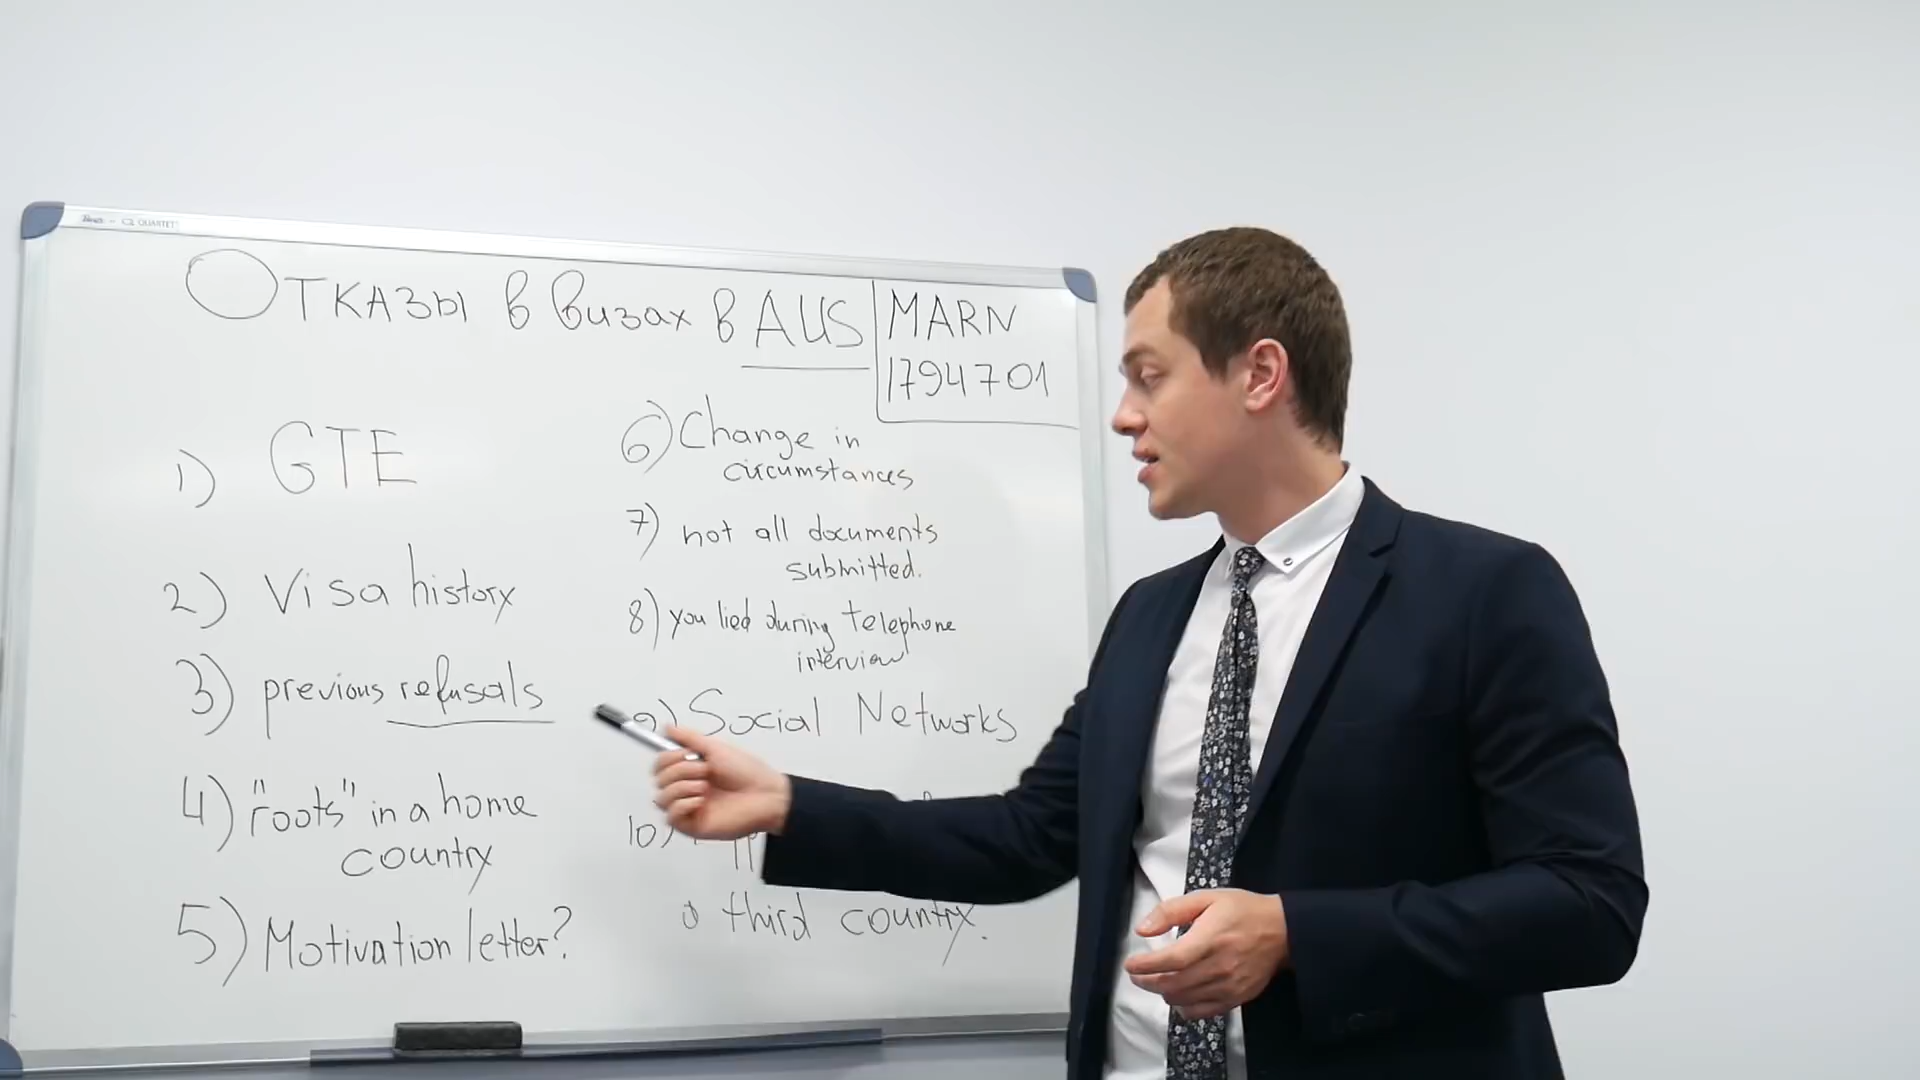 QUARTET
Отказы в визах в AUS
MARN
1794701
1) GTE
2) Visa history
3) previous refusals
4) "roots" in a home
country
5) Motivation letter?
6) Change in
circumstances
7) not all documents
submitted.
8) you lied during telephone
interview
9) Social Networks
10)
third country.